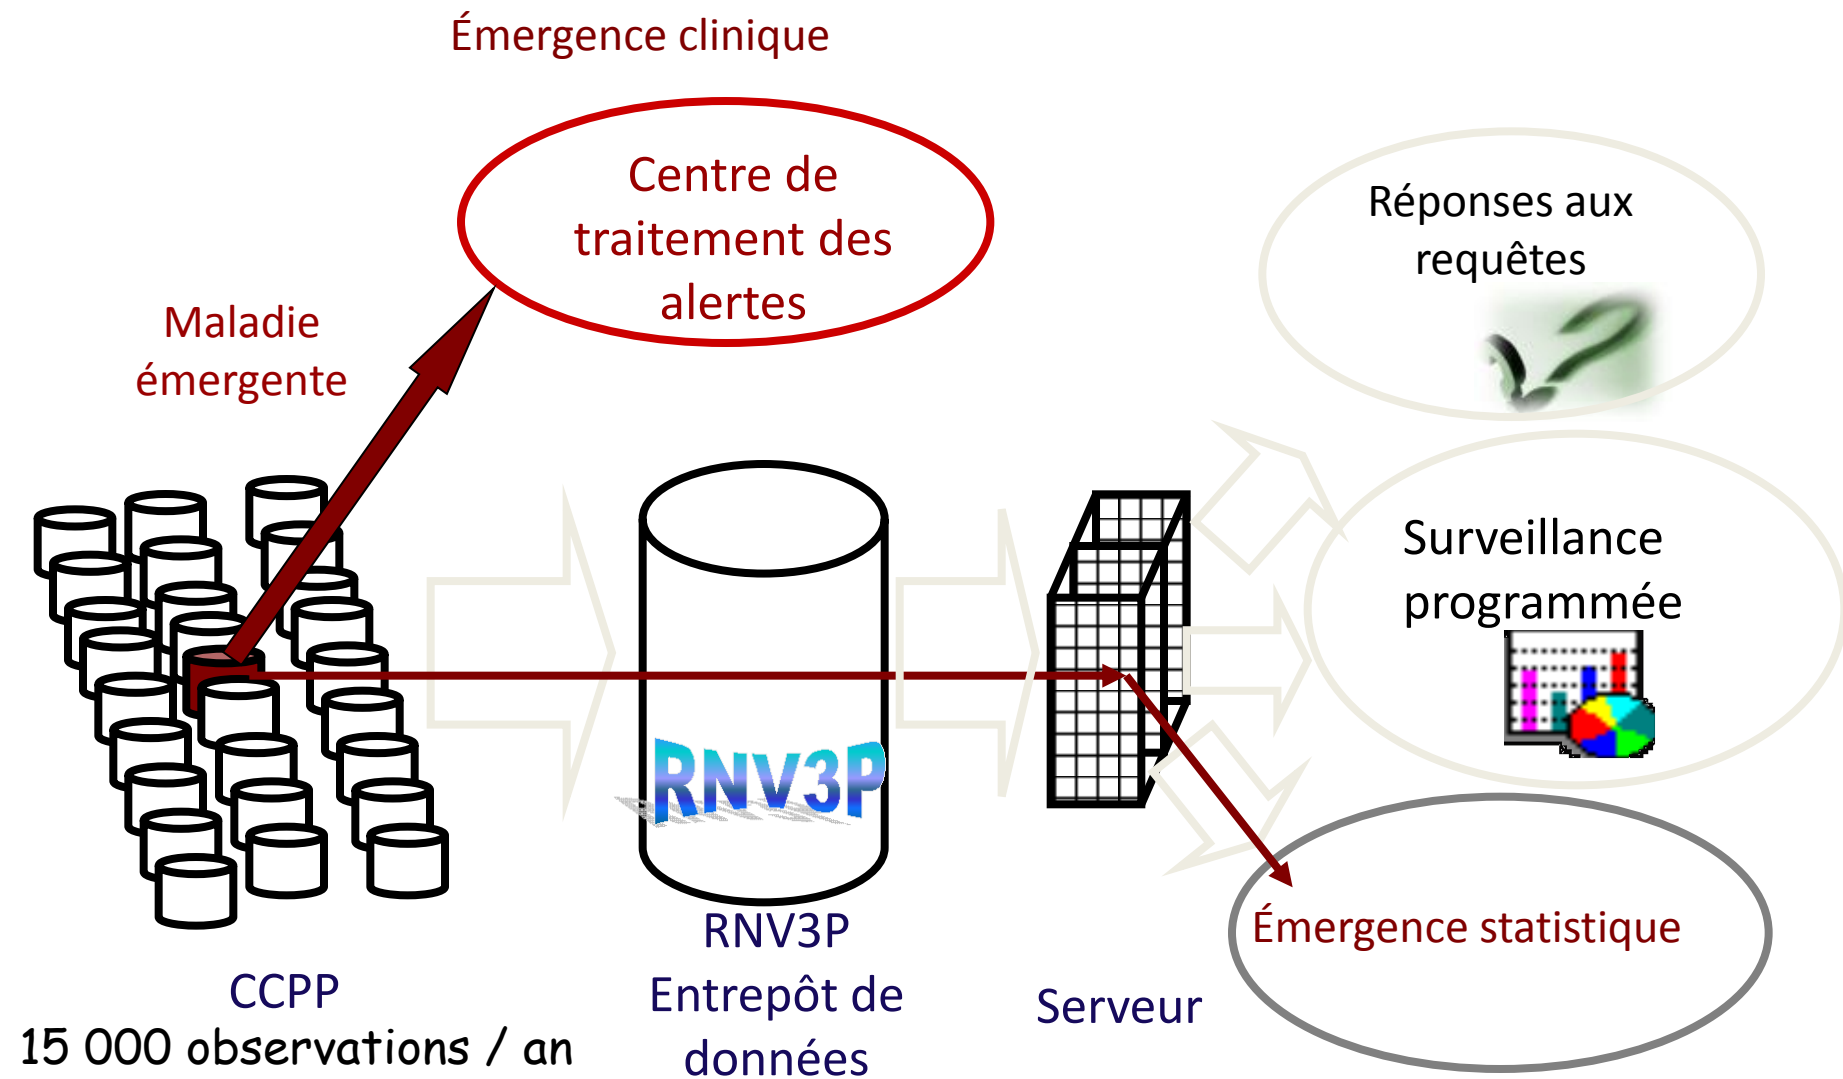 Émergence clinique
Centre de
traitement des
alertes
Maladie
émergente
Réponses aux
requêtes
Surveillance
programmée
RNV3P
RNV3P
Entrepôt de
données
CCPP
15 000 observations / an
Serveur
Émergence statistique